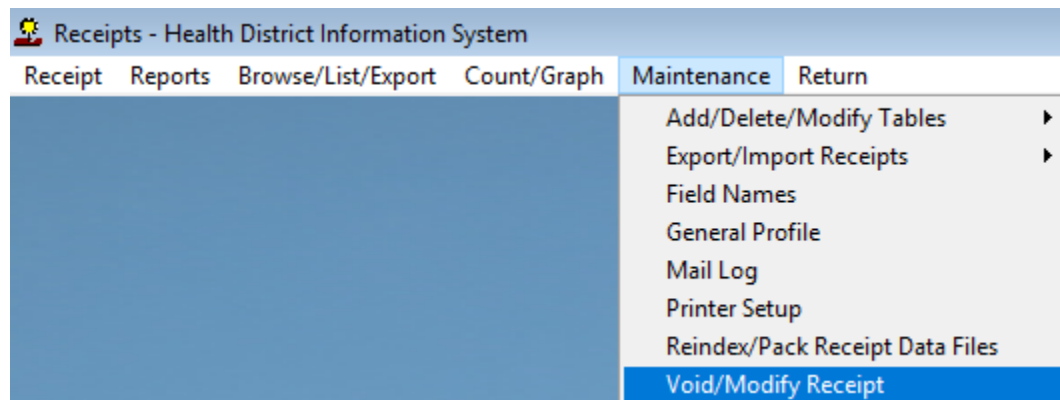 Receipts - Health District Information System
Receipt Reports Browse/List/Export Count/Graph Maintenance Return
Add/Delete/Modify Tables
Export/Import Receipts
Field Names
General Profile
Mail Log
Printer Setup
Reindex/Pack Receipt Data Files
Void/Modify Receipt